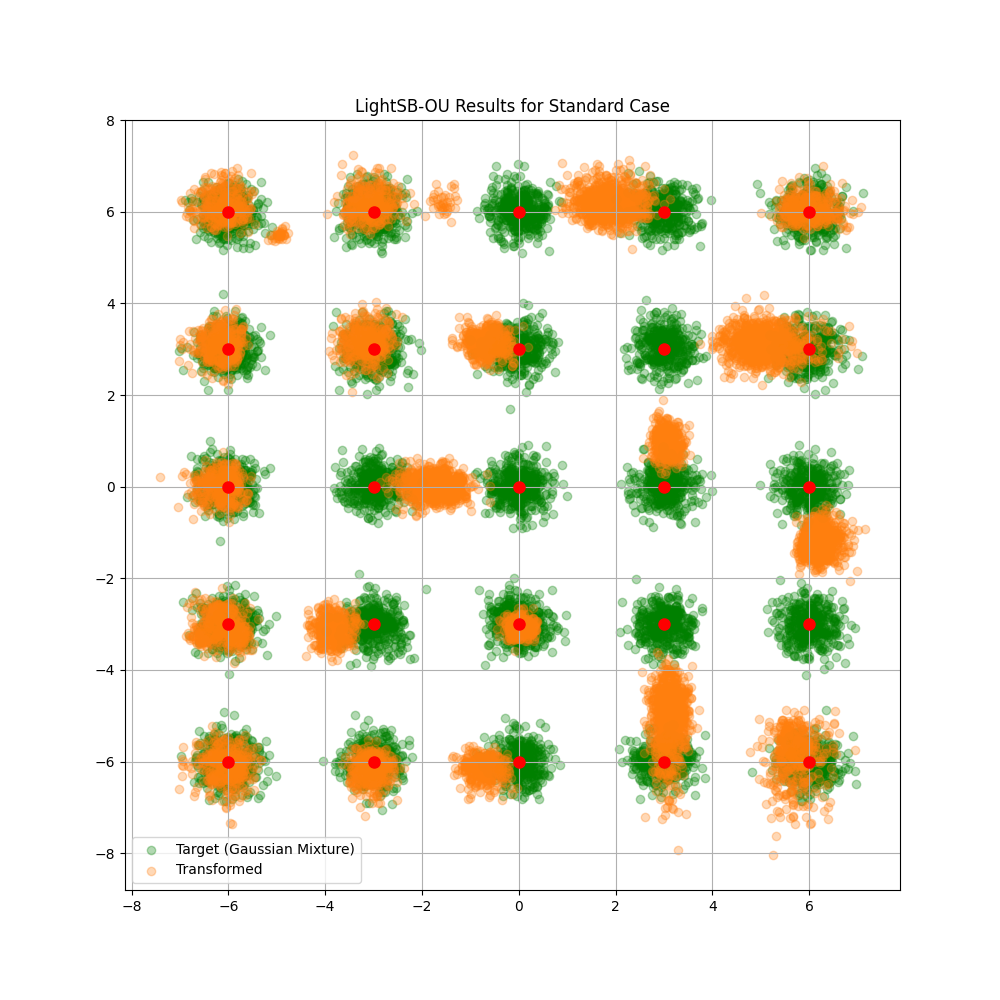 LightSB-OU Results for Standard Case
8
6
4
2
0
−2
−4
−6
−8
Target (Gaussian Mixture)
Transformed
−8 −6 −4 −2 0 2 4 6